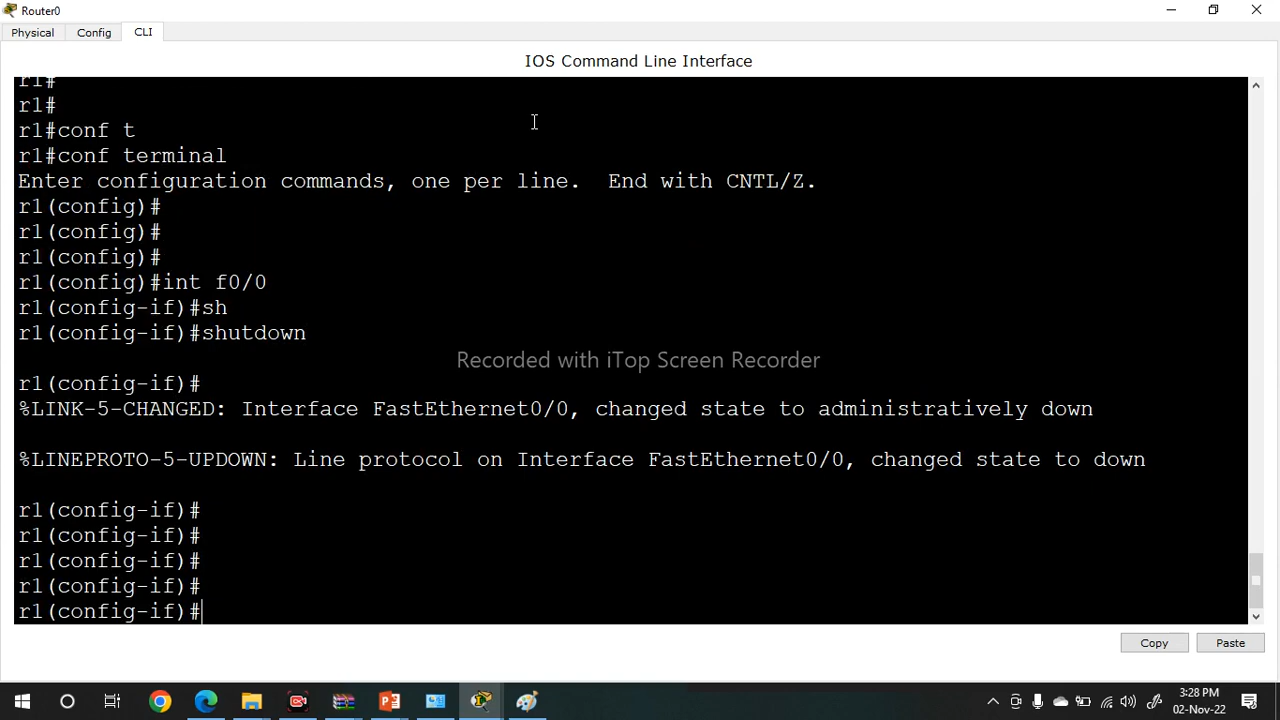 Router0
Physical Config CLI
IOS Command Line Interface
r1#
r1#
r1#conf t
r1#conf terminal
Enter configuration commands, one per line.  End with CNTL/Z.
r1(config)#
r1(config)#
r1(config)#
r1(config)#int f0/0
r1(config-if)#sh
r1(config-if)#shutdown
Recorded with iTop Screen Recorder
r1(config-if)#
%LINK-5-CHANGED: Interface FastEthernet0/0, changed state to administratively down
%LINEPROTO-5-UPDOWN: Line protocol on Interface FastEthernet0/0, changed state to down
r1(config-if)#
r1(config-if)#
r1(config-if)#
r1(config-if)#
r1(config-if)#
Copy Paste
3:28 PM
02-Nov-22